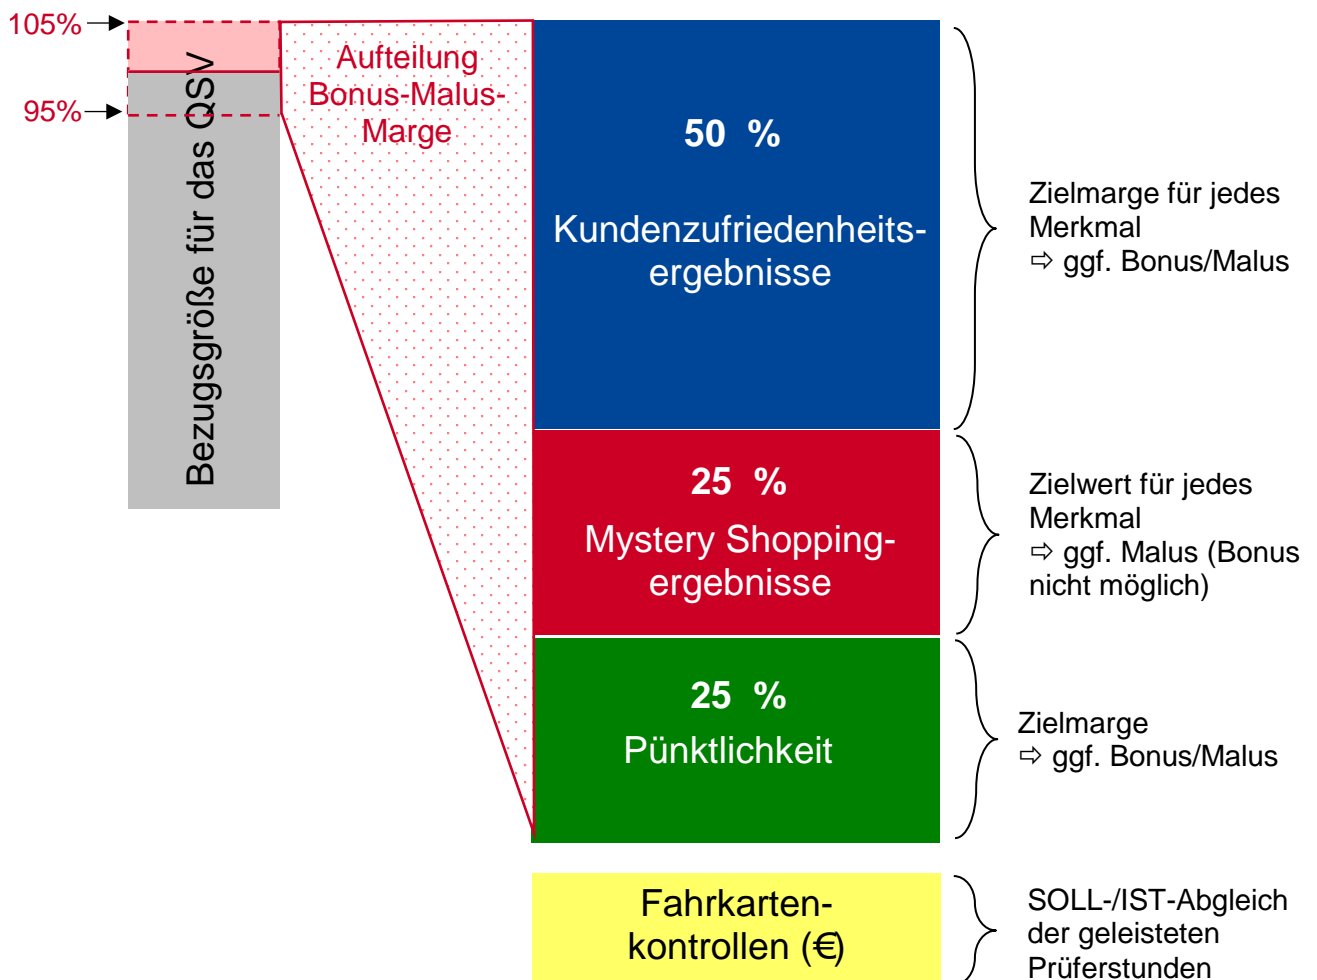 105%
95%
Bezugsgröße für das QSV
Aufteilung
Bonus-Malus-
Marge
50 %
Kundenzufriedenheits-
ergebnisse
Zielmarge für jedes
Merkmal
⇨ ggf. Bonus/Malus
25 %
Mystery Shopping-
ergebnisse
Zielwert für jedes
Merkmal
⇨ ggf. Malus (Bonus
nicht möglich)
25 %
Pünktlichkeit
Zielmarge
⇨ ggf. Bonus/Malus
Fahrkarten-
kontrollen (€)
SOLL-/IST-Abgleich
der geleisteten
Prüferstunden